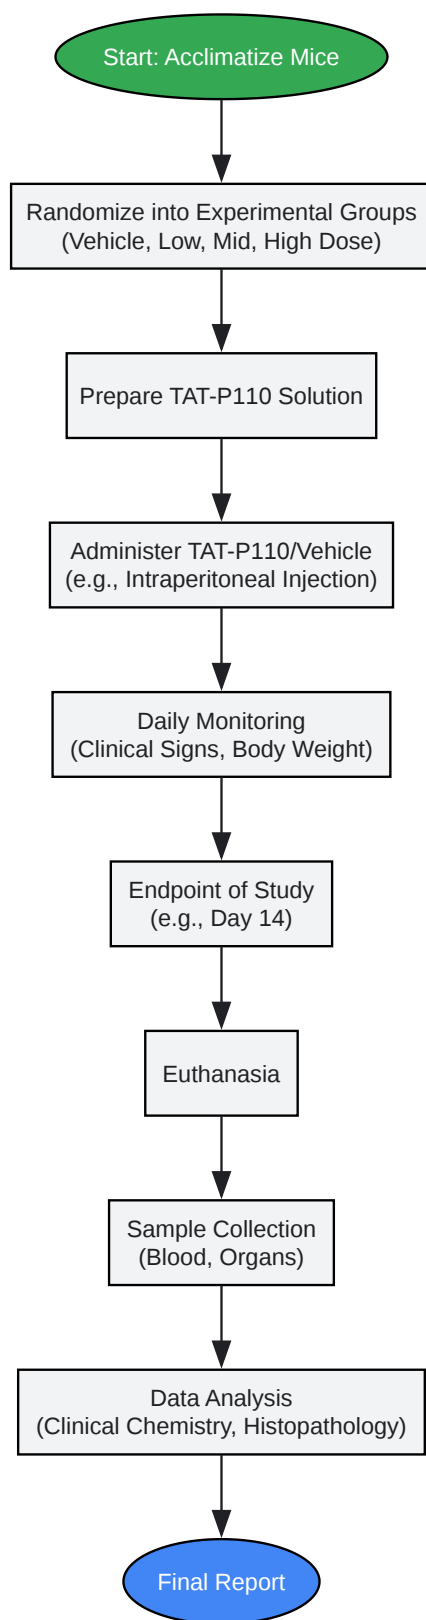 Start: Acclimatize Mice
Randomize into Experimental Groups
(Vehicle, Low, Mid, High Dose)
Prepare TAT-P110 Solution
Administer TAT-P110/Vehicle
(e.g., Intraperitoneal Injection)
Daily Monitoring
(Clinical Signs, Body Weight)
Endpoint of Study
(e.g., Day 14)
Euthanasia
Sample Collection
(Blood, Organs)
Data Analysis
(Clinical Chemistry, Histopathology)
Final Report